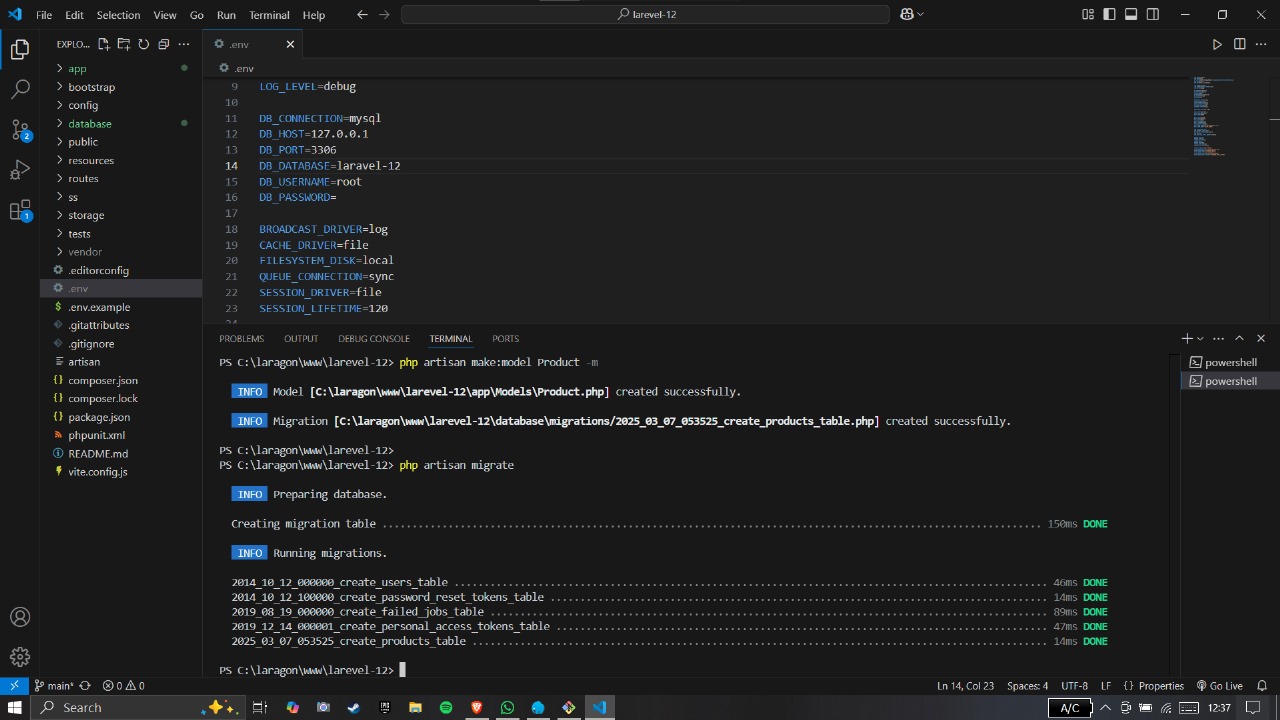 File Edit Selection View Go Run Terminal Help
larevel-12
EXPLO...
.env
.env
app
bootstrap
config
database
public
resources
routes
ss
storage
tests
vendor
.editorconfig
.env
.env.example
.gitattributes
.gitignore
artisan
composer.json
composer.lock
package.json
phpunit.xml
README.md
vite.config.js
2
1
9 LOG_LEVEL=debug
10
11 DB_CONNECTION=mysql
12 DB_HOST=127.0.0.1
13 DB_PORT=3306
14 DB_DATABASE=laravel-12
15 DB_USERNAME=root
16 DB_PASSWORD=
17
18 BROADCAST_DRIVER=log
19 CACHE_DRIVER=file
20 FILESYSTEM_DISK=local
21 QUEUE_CONNECTION=sync
22 SESSION_DRIVER=file
23 SESSION_LIFETIME=120
24
PROBLEMS OUTPUT DEBUG CONSOLE TERMINAL PORTS
powershell
powershell
PS C:\laragon\www\larevel-12> php artisan make:model Product -m
INFO Model [C:\laragon\www\larevel-12\app\Models\Product.php] created successfully.
INFO Migration [C:\laragon\www\larevel-12\database\migrations/2025_03_07_053525_create_products_table.php] created successfully.
PS C:\laragon\www\larevel-12>
PS C:\laragon\www\larevel-12> php artisan migrate
INFO Preparing database.
Creating migration table ........ 150ms DONE
INFO Running migrations.
2014_10_12_000000_create_users_table ........ 46ms DONE
2014_10_12_100000_create_password_reset_tokens_table ........ 14ms DONE
2019_08_19_000000_create_failed_jobs_table ........ 89ms DONE
2019_12_14_000001_create_personal_access_tokens_table ........ 47ms DONE
2025_03_07_053525_create_products_table ........ 14ms DONE
PS C:\laragon\www\larevel-12>
main* 0 0 Ln 14, Col 23 Spaces: 4 UTF-8 LF {} Properties Go Live
Search A/C 12:37